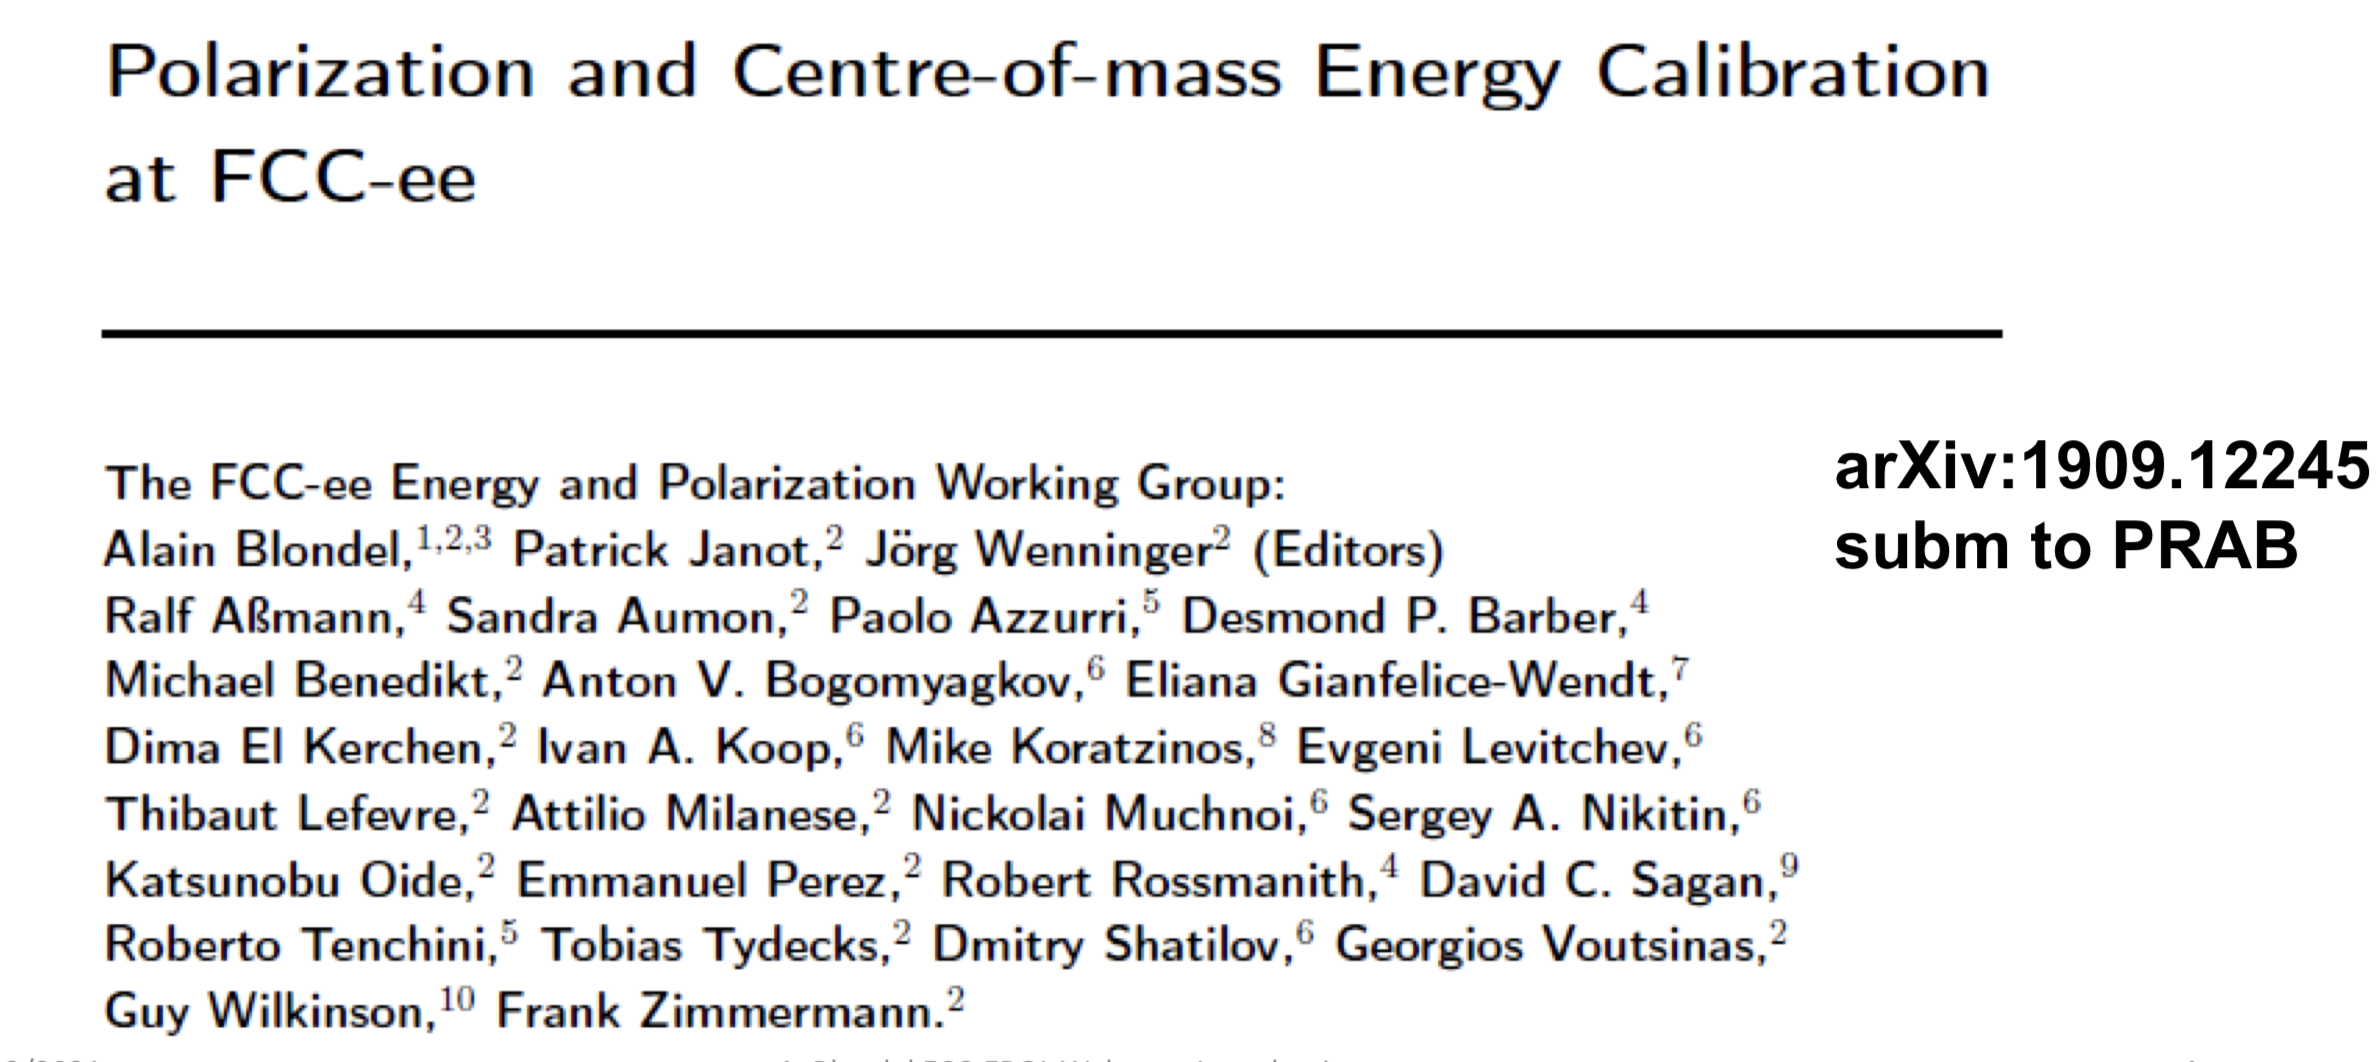 Polarization and Centre-of-mass Energy Calibration
at FCC-ee
The FCC-ee Energy and Polarization Working Group:
Alain Blondel,1,2,3 Patrick Janot,2 Jörg Wenninger2 (Editors)
Ralf Aßmann,4 Sandra Aumon,2 Paolo Azzurri,5 Desmond P. Barber,4
Michael Benedikt,2 Anton V. Bogomyagkov,6 Eliana Gianfelice-Wendt,7
Dima El Kerchen,2 Ivan A. Koop,6 Mike Koratzinos,8 Evgeni Levitchev,6
Thibaut Lefevre,2 Attilio Milanese,2 Nickolai Muchnoi,6 Sergey A. Nikitin,6
Katsunobu Oide,2 Emmanuel Perez,2 Robert Rossmanith,4 David C. Sagan,9
Roberto Tenchini,5 Tobias Tydecks,2 Dmitry Shatilov,6 Georgios Voutsinas,2
Guy Wilkinson,10 Frank Zimmermann.2
arXiv:1909.12245
subm to PRAB